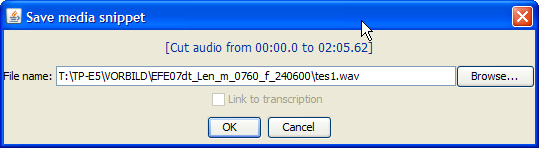 Save media snippet
[Cut audio from 00:00.0 to 02:05.62]
File name: T:\TP-E5\VORBILD\EFE07dt_Len_m_0760_f_240600\tes1.wav Browse...
Link to transcription
OK Cancel